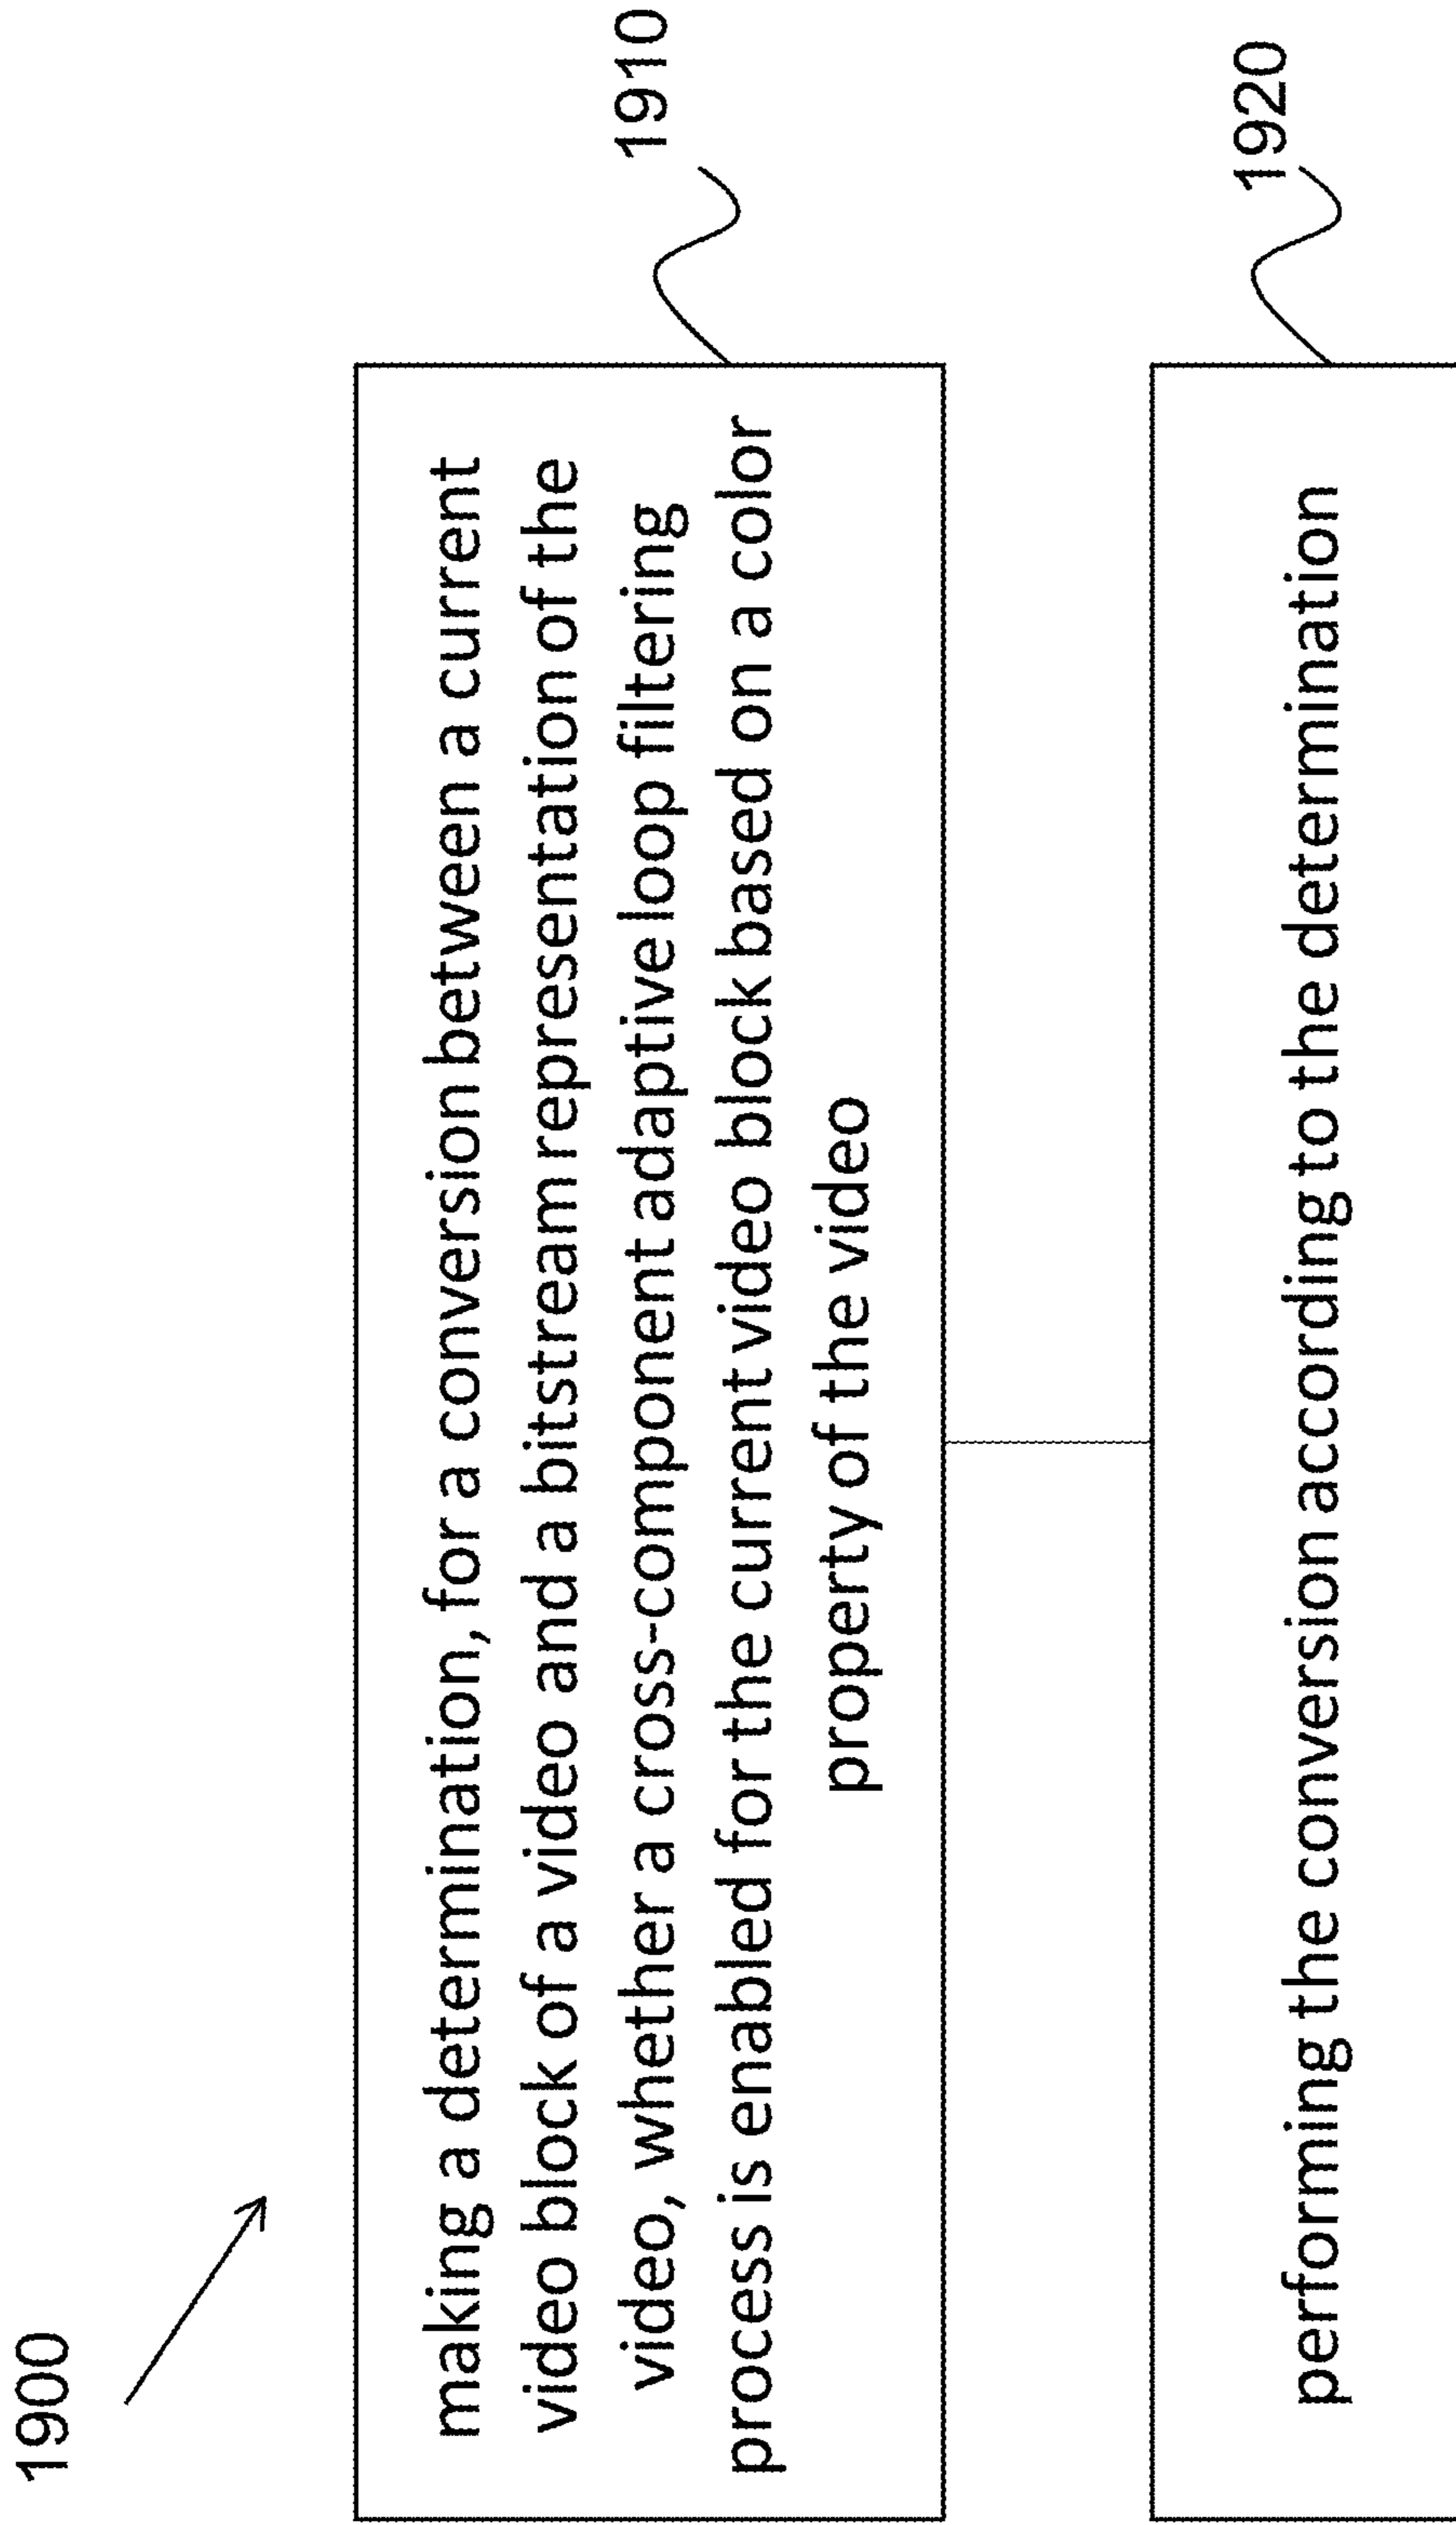 1900
making a determination, for a conversion between a current
video block of a video and a bitstream representation of the
video, whether a cross-component adaptive loop filtering
process is enabled for the current video block based on a color
property of the video
1910
performing the conversion according to the determination
1920